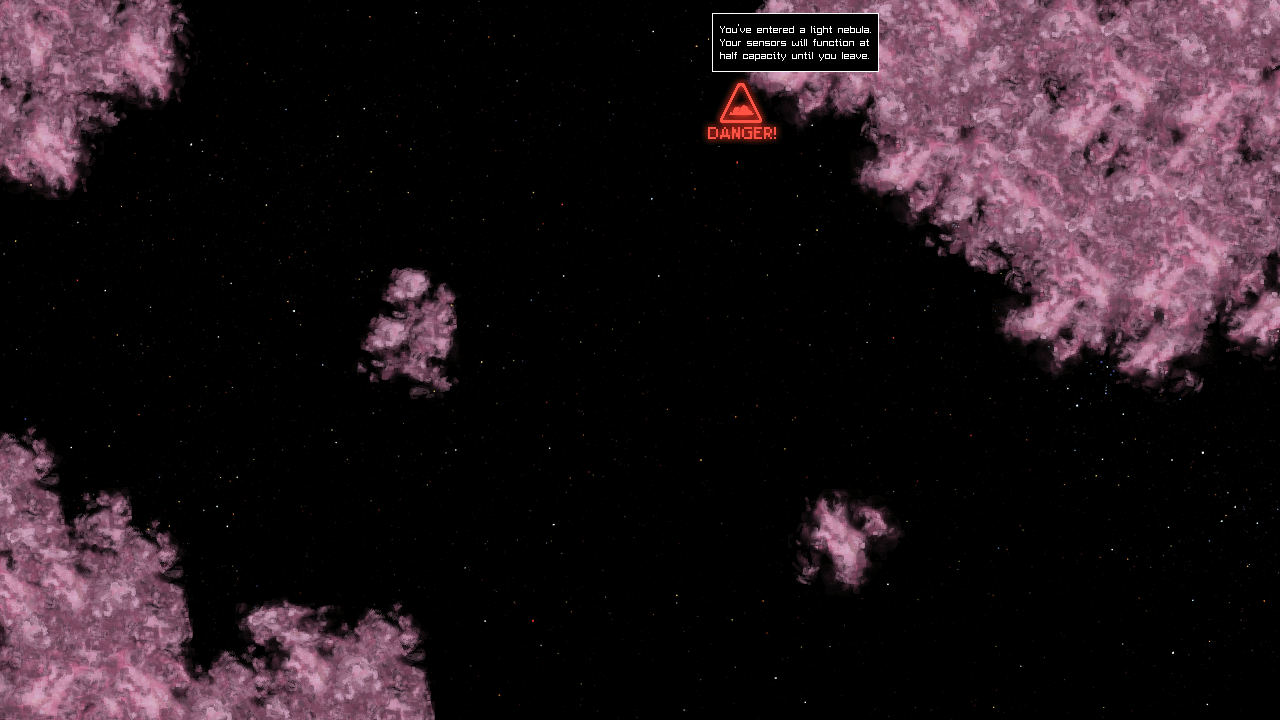 You've entered a light nebula.
Your sensors will function at
half capacity until you leave.
DANGER!